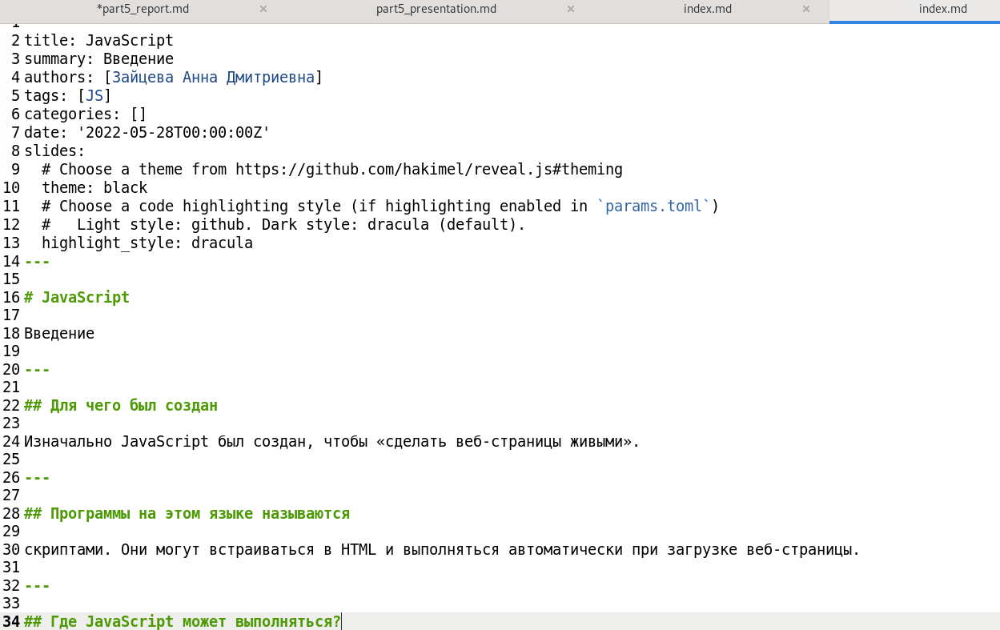 *part5_report.md × part5_presentation.md × index.md × index.md
1
2 title: JavaScript
3 summary: Введение
4 authors: [Зайцева Анна Дмитриевна]
5 tags: [JS]
6 categories: []
7 date: '2022-05-28T00:00:00Z'
8 slides:
9   # Choose a theme from https://github.com/hakimel/reveal.js#theming
10   theme: black
11   # Choose a code highlighting style (if highlighting enabled in `params.toml`)
12   #   Light style: github. Dark style: dracula (default).
13   highlight_style: dracula
14 ---
15
16 # JavaScript
17
18 Введение
19
20 ---
21
22 ## Для чего был создан
23
24 Изначально JavaScript был создан, чтобы «сделать веб-страницы живыми».
25
26 ---
27
28 ## Программы на этом языке называются
29
30 скриптами. Они могут встраиваться в HTML и выполняться автоматически при загрузке веб-страницы.
31
32 ---
33
34 ## Где JavaScript может выполняться?